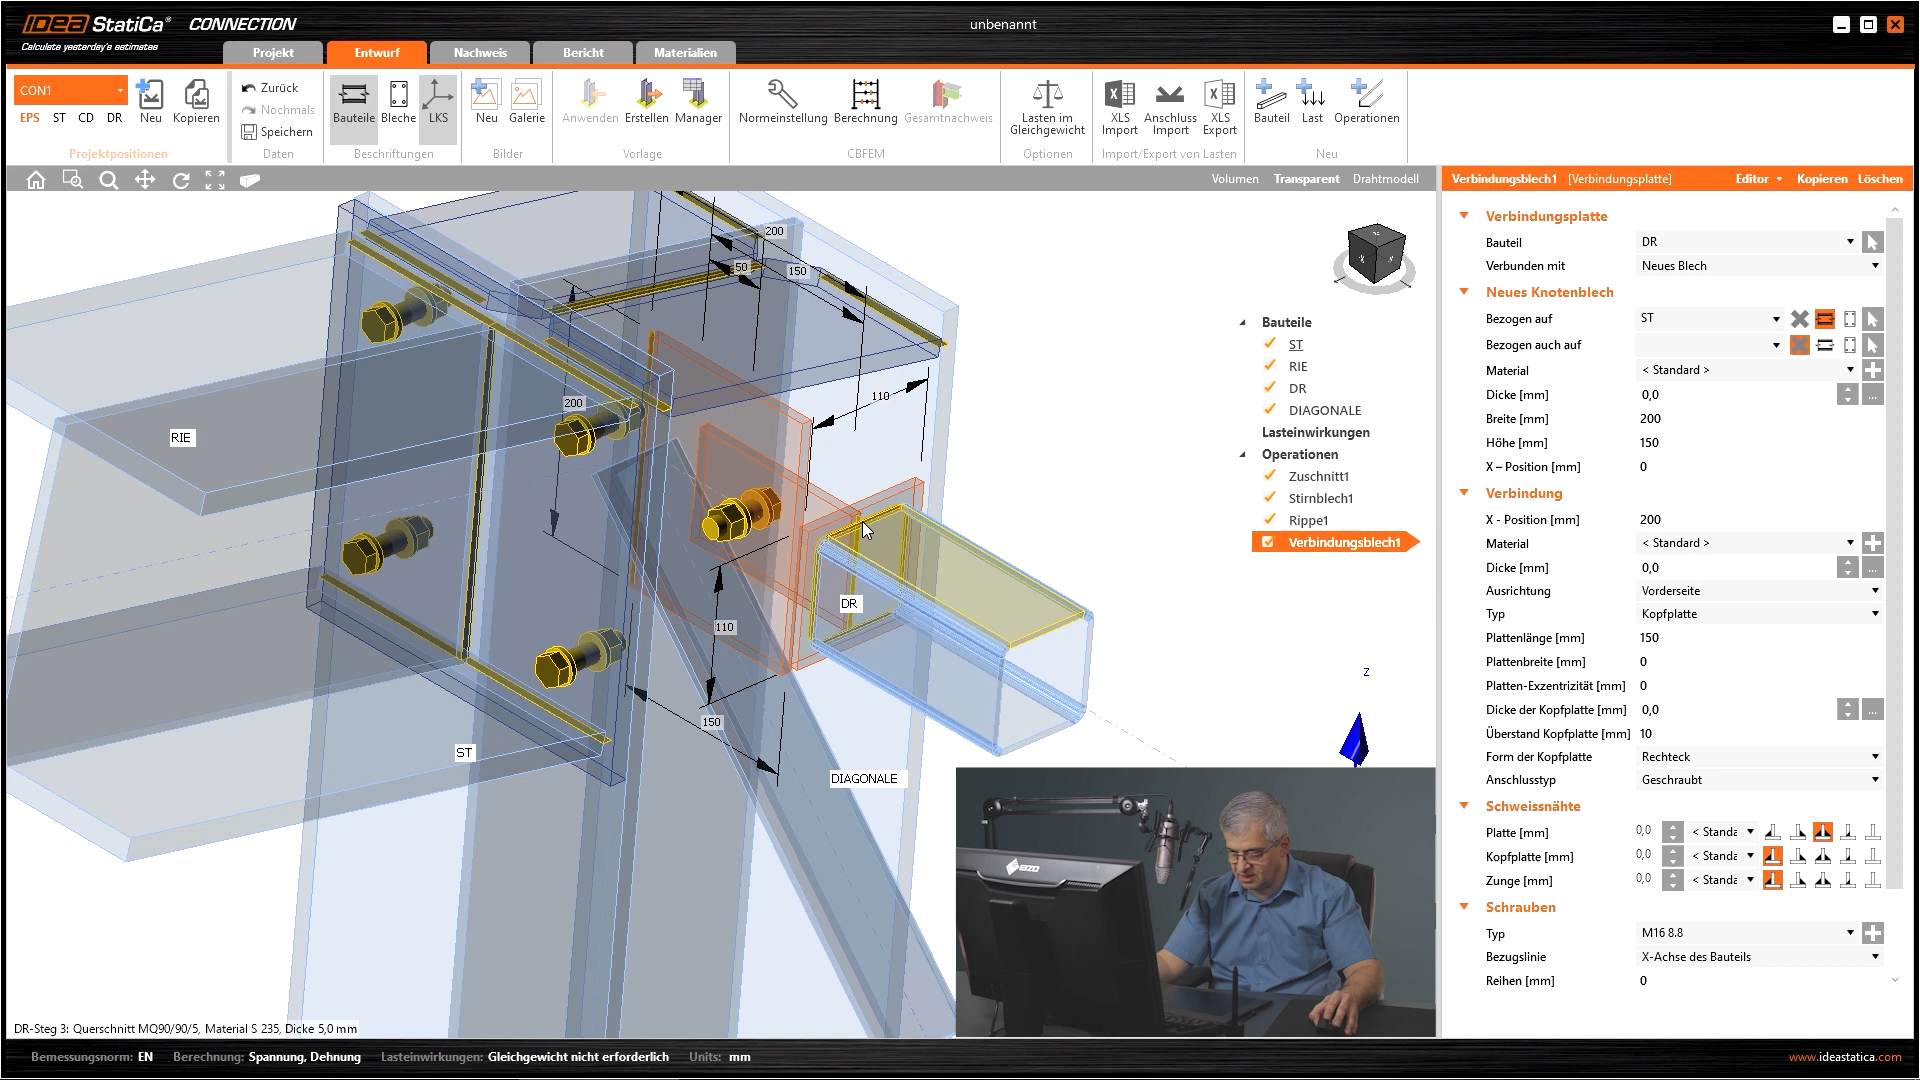 IDEA StatiCa® CONNECTION
Calculate yesterday's estimates
unbenannt
Projekt
Entwurf
Nachweis
Bericht
Materialien
CON1
EPS ST CD DR
Neu
Kopieren
Projektpositionen
Zurück
Nochmals
Speichern
Daten
Bauteile
Bleche
LKS
Beschriftungen
Neu
Galerie
Bilder
Anwenden
Erstellen
Manager
Vorlage
Normeinstellung
Berechnung
Gesamtnachweis
CBFEM
Lasten im
Gleichgewicht
Optionen
XLS
Import
Anschluss
Import
XLS
Export
Import/Export von Lasten
Bauteil
Last
Operationen
Neu
Volumen
Transparent
Drahtmodell
200
50
150
110
200
RIE
DR
110
150
ST
DIAGONALE
Z
Bauteile
ST
RIE
DR
DIAGONALE
Lasteinwirkungen
Operationen
Zuschnitt1
Stirnblech1
Rippe1
Verbindungsblech1
DR-Steg 3: Querschnitt MQ90/90/5, Material S 235, Dicke 5,0 mm
Verbindungsblech1 [Verbindungsplatte] Editor Kopieren Löschen
Verbindungsplatte
Bauteil DR
Verbunden mit Neues Blech
Neues Knotenblech
Bezogen auf ST
Bezogen auch auf
Material < Standard >
Dicke [mm] 0,0 ...
Breite [mm] 200
Höhe [mm] 150
X – Position [mm] 0
Verbindung
X - Position [mm] 200
Material < Standard >
Dicke [mm] 0,0 ...
Ausrichtung Vorderseite
Typ Kopfplatte
Plattenlänge [mm] 150
Plattenbreite [mm] 0
Platten-Exzentrizität [mm] 0
Dicke der Kopfplatte [mm] 0,0 ...
Überstand Kopfplatte [mm] 10
Form der Kopfplatte Rechteck
Anschlusstyp Geschraubt
Schweissnähte
Platte [mm] 0,0 < Standa
Kopfplatte [mm] 0,0 < Standa
Zunge [mm] 0,0 < Standa
Schrauben
Typ M16 8.8
Bezugslinie X-Achse des Bauteils
Reihen [mm] 0
Bemessungsnorm: EN Berechnung: Spannung, Dehnung Lasteinwirkungen: Gleichgewicht nicht erforderlich Units: mm
www.ideastatica.com